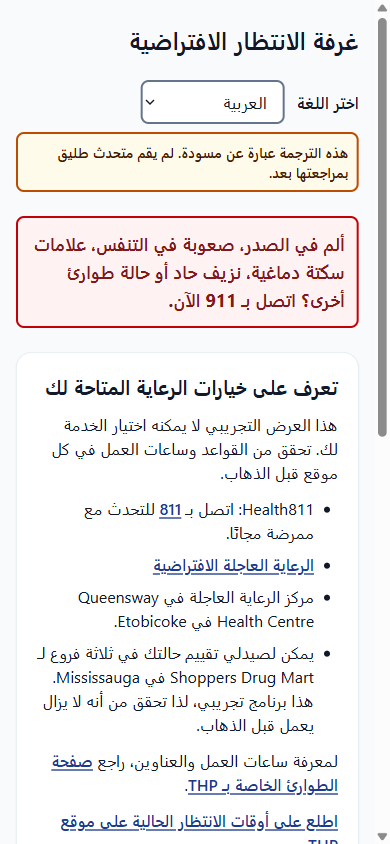 غرفة الانتظار الافتراضية
اختر اللغة
العربية
هذه الترجمة عبارة عن مسودة. لم يقم متحدث طليق
بمراجعتها بعد.
ألم في الصدر، صعوبة في التنفس، علامات
سكتة دماغية، نزيف حاد أو حالة طوارئ
أخرى؟ اتصل بـ 911 الآن.
تعرف على خيارات الرعاية المتاحة لك
هذا العرض التجريبي لا يمكنه اختيار الخدمة
لك. تحقق من القواعد وساعات العمل في كل
موقع قبل الذهاب.
Health811: اتصل بـ 811 للتحدث مع
ممرضة مجانًا.
الرعاية العاجلة الافتراضية
مركز الرعاية العاجلة في Queensway
Health Centre في Etobicoke.
يمكن لصيدلي تقييم حالتك في ثلاثة فروع لـ
Shoppers Drug Mart في Mississauga.
هذا برنامج تجريبي، لذا تحقق من أنه لا يزال
يعمل قبل الذهاب.
لمعرفة ساعات العمل والعناوين، راجع صفحة
الطوارئ الخاصة بـ THP.
اطلع على أوقات الانتظار الحالية على موقع
THP